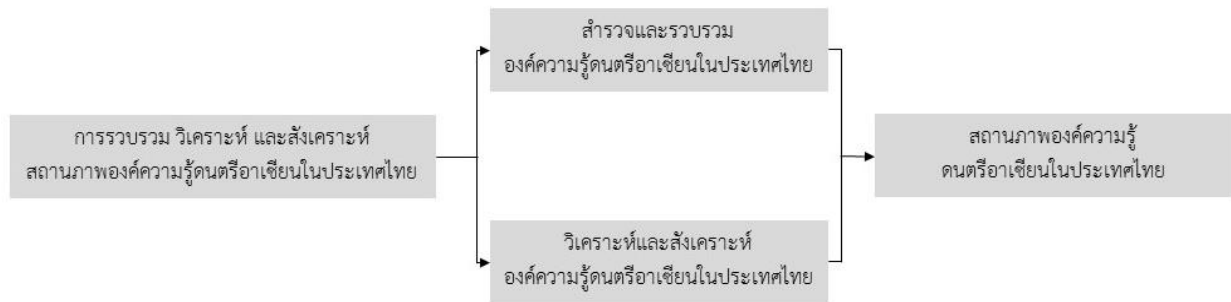 สำรวจและรวบรวม
องค์ความรู้ดนตรีอาเซียนในประเทศไทย
การรวบรวม วิเคราะห์ และสังเคราะห์
สถานภาพองค์ความรู้ดนตรีอาเซียนในประเทศไทย
สถานภาพองค์ความรู้
ดนตรีอาเซียนในประเทศไทย
วิเคราะห์และสังเคราะห์
องค์ความรู้ดนตรีอาเซียนในประเทศไทย